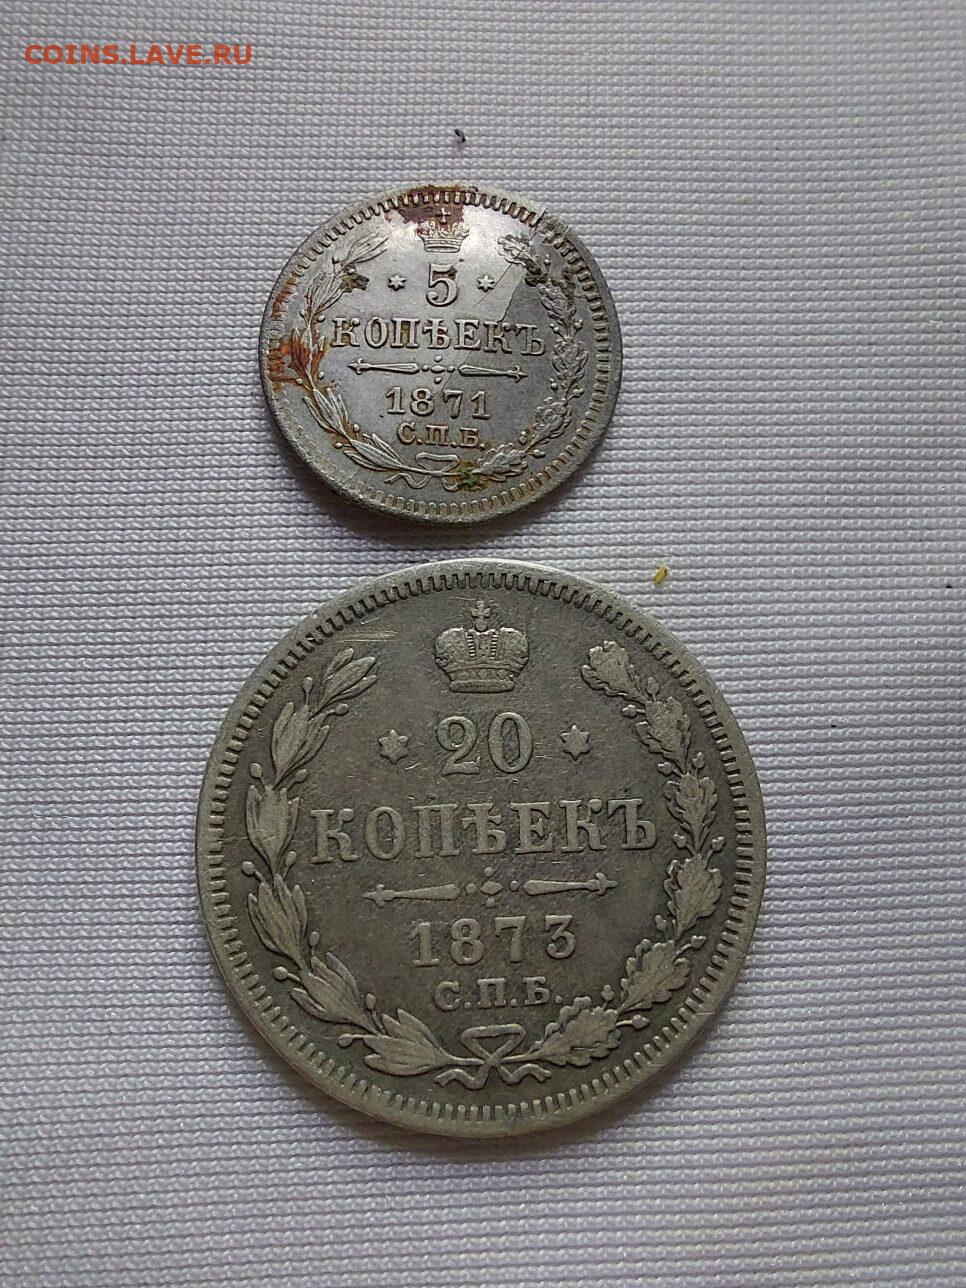 COINS.LAVE.RU
5
КОПѢЕКЪ
1871
С.П.Б.
20
КОПѢЕКЪ
1873
С.П.Б.